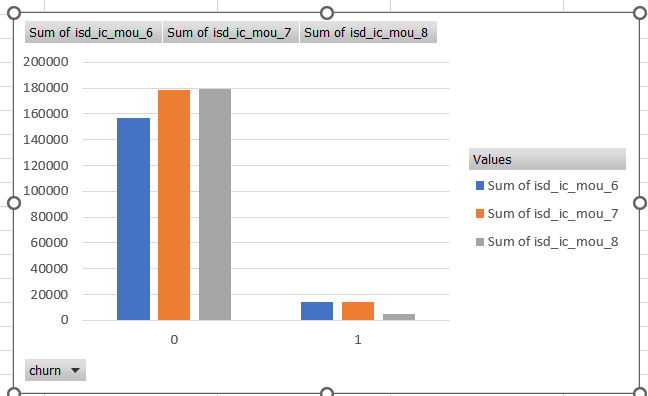 Sum of isd_ic_mou_6 Sum of isd_ic_mou_7 Sum of isd_ic_mou_8
200000
180000
160000
140000
120000
100000
80000
60000
40000
20000
0
0 1
Values
Sum of isd_ic_mou_6
Sum of isd_ic_mou_7
Sum of isd_ic_mou_8
churn